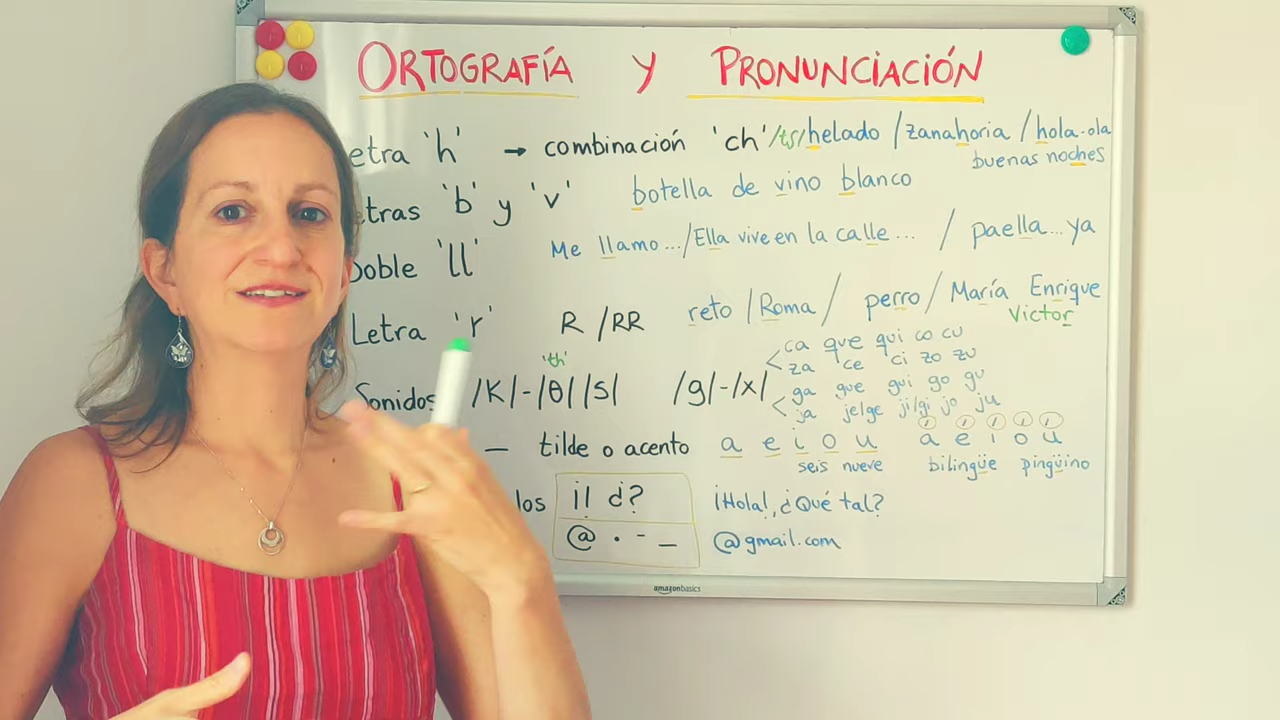 ORTOGRAFÍA Y PRONUNCIACIÓN
etra 'h' → combinación 'ch' /ts/ helado / zanahoria / hola-ola
buenas noches
tras 'b' y 'v' botella de vino blanco
Doble 'll' Me llamo... / Ella vive en la calle... / paella... ya
Letra 'r' R / RR reto / Roma / perro / María Enrique
Victor
ca que qui co cu
'th'
za ce ci zo zu
Sonidos /K/-/θ//s/ /g/-/x/
ga gue gui go gu
ja je/ge ji/gi jo ju
— tilde o acento a e i o u a e i o u
seis nueve bilingüe pingüino
los ¡! ¿? ¡Hola!, ¿Qué tal?
@ . - _ @gmail.com
amazonbasics